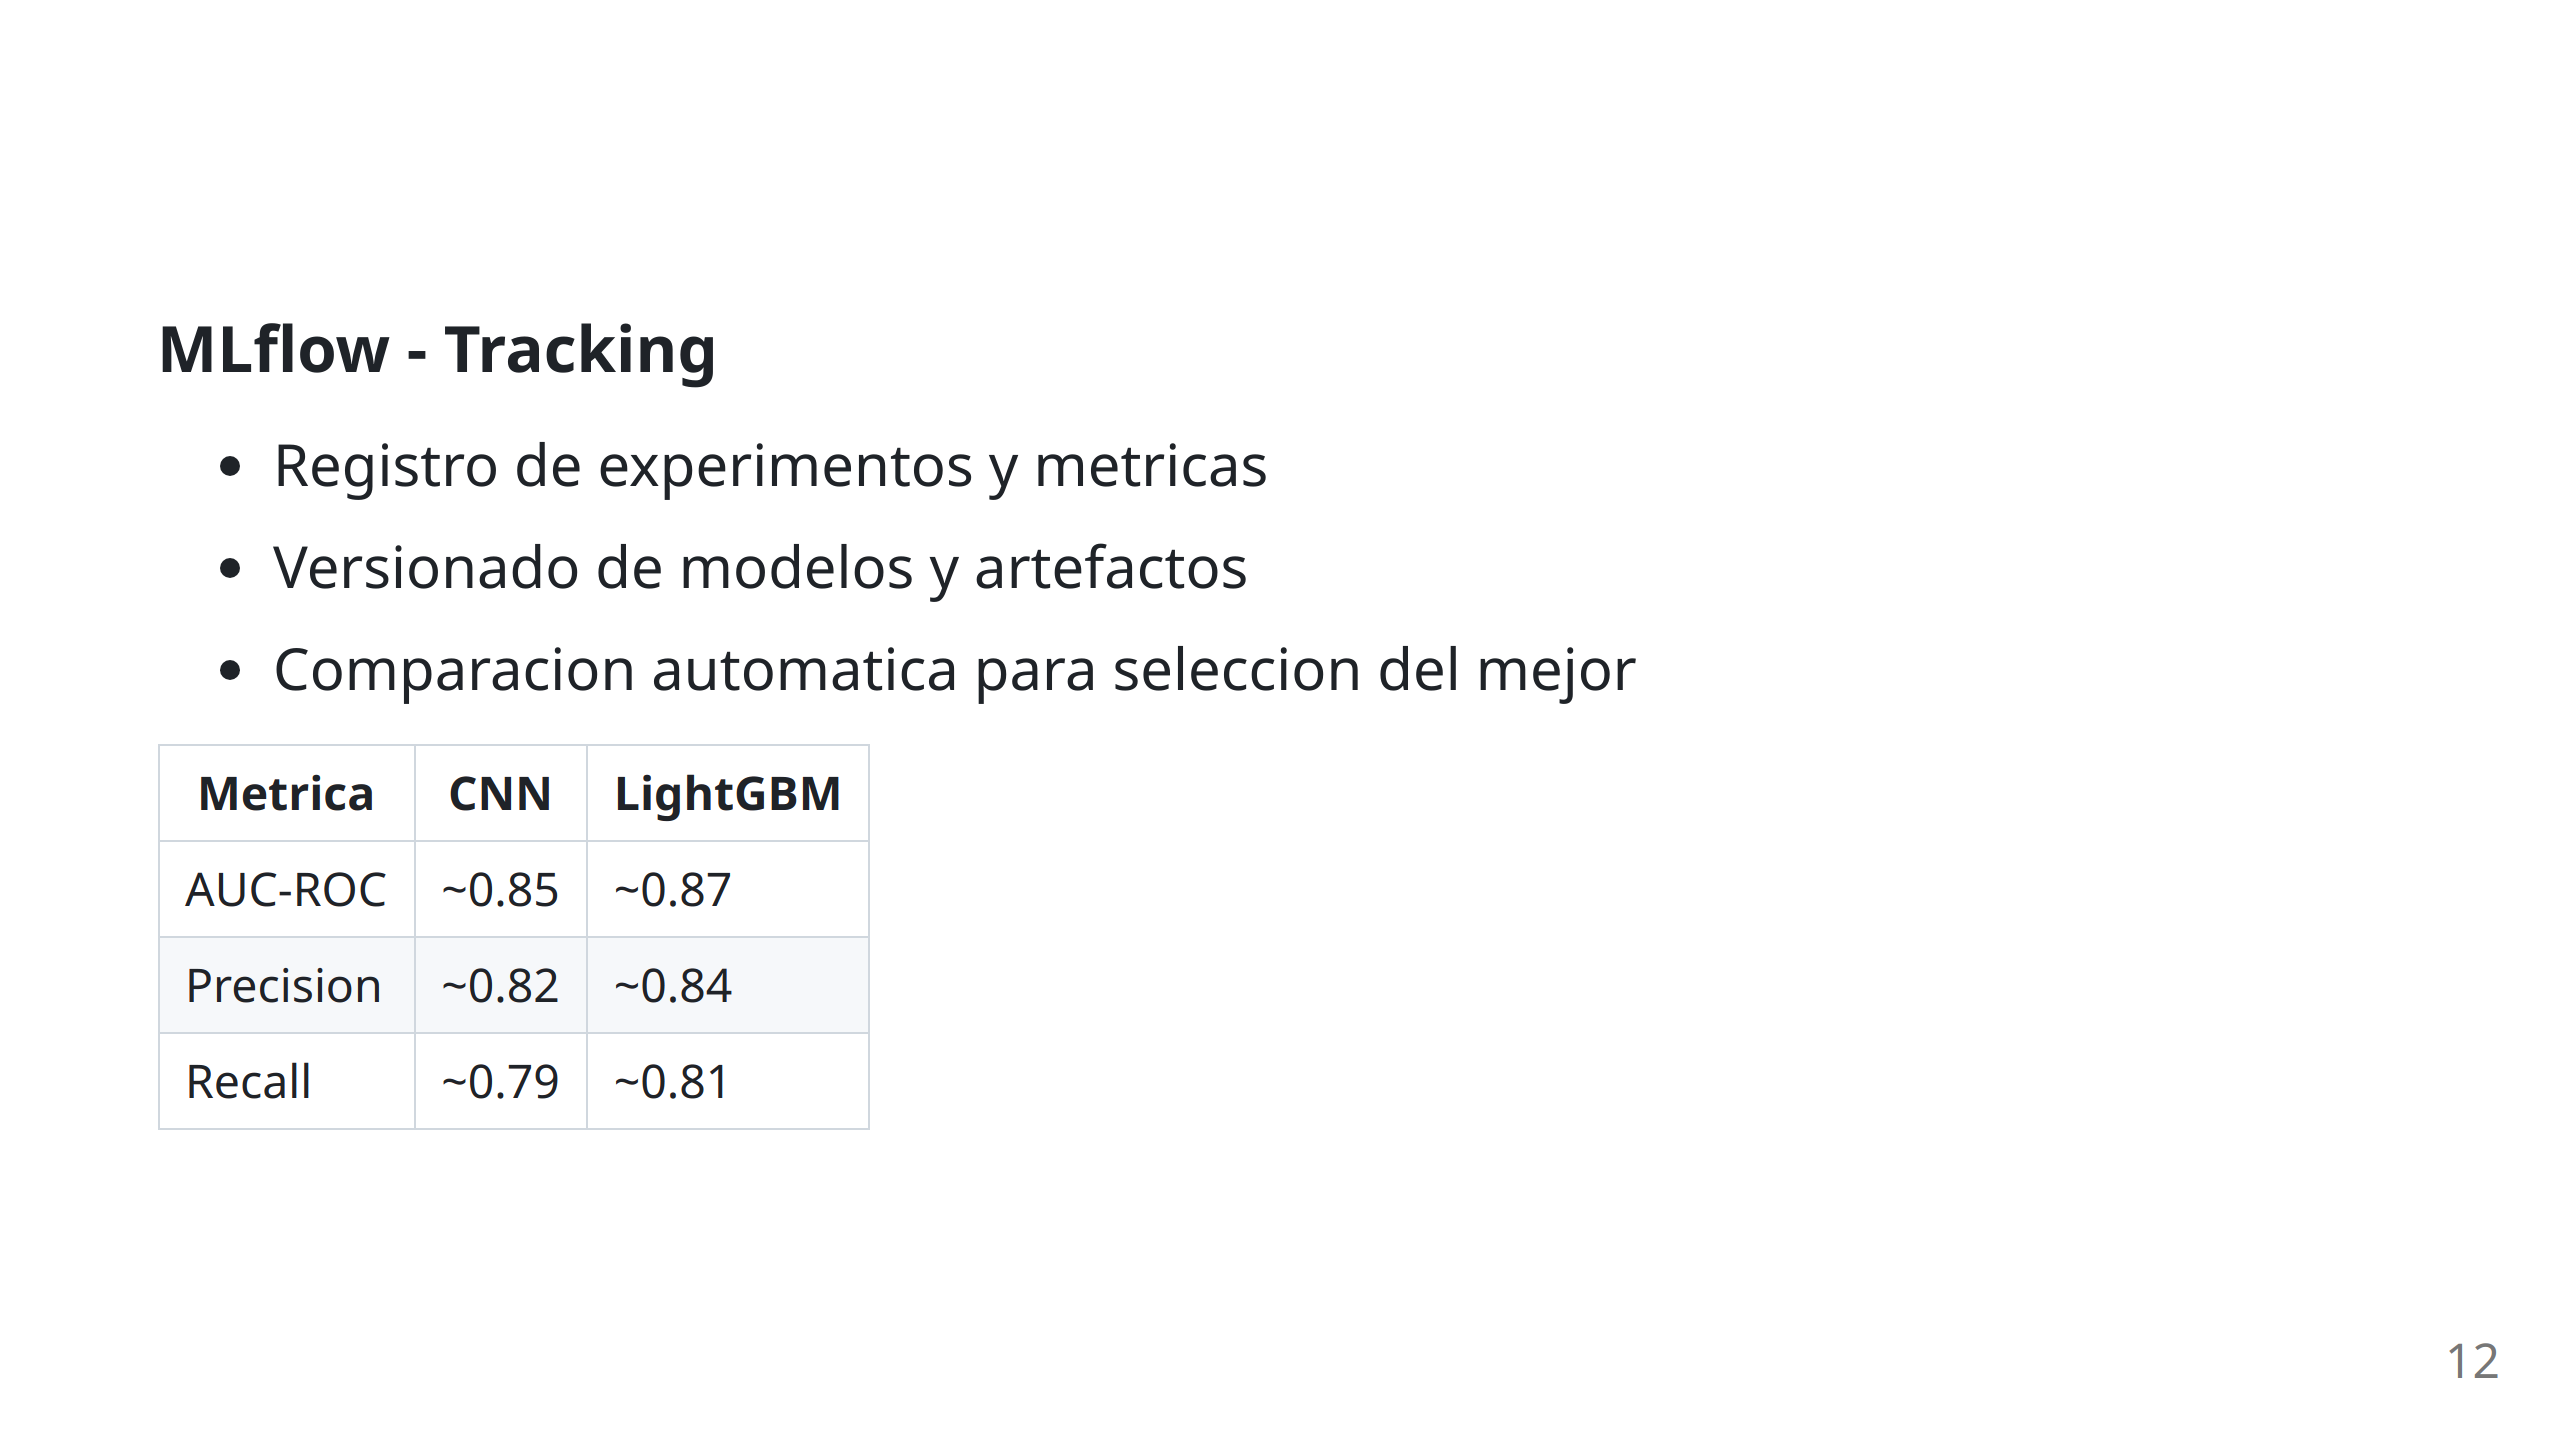 MLflow - Tracking
• Registro de experimentos y metricas
• Versionado de modelos y artefactos
• Comparacion automatica para seleccion del mejor
Metrica CNN LightGBM
AUC-ROC ~0.85 ~0.87
Precision ~0.82 ~0.84
Recall ~0.79 ~0.81
12